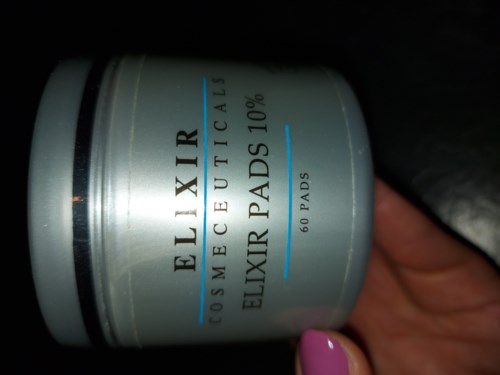 ELIXIR
COSMECEUTICALS
ELIXIR PADS 10%
60 PADS